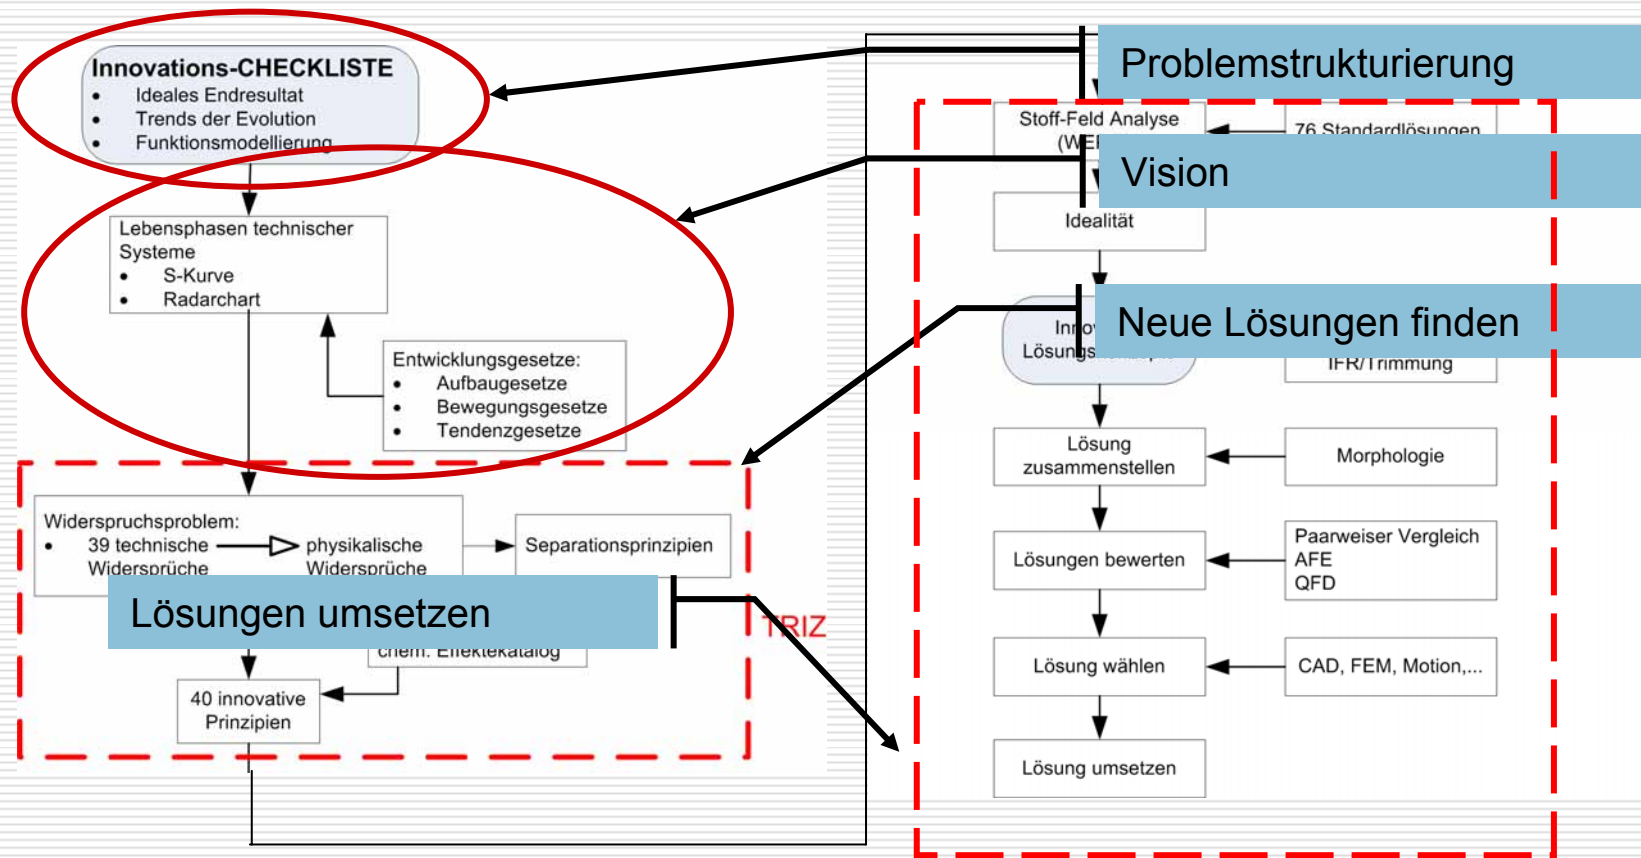 Innovations-CHECKLISTE
• Ideales Endresultat
• Trends der Evolution
• Funktionsmodellierung
Lebensphasen technischer
Systeme
• S-Kurve
• Radarchart
Entwicklungsgesetze:
• Aufbaugesetze
• Bewegungsgesetze
• Tendenzgesetze
Widerspruchsproblem:
• 39 technische
Widersprüche
physikalische
Widersprüche
Separationsprinzipien
Lösungen umsetzen
TRIZ
chem. Effektekatalog
40 innovative
Prinzipien
Problemstrukturierung
Stoff-Feld Analyse
76 Standardlösungen
Vision
Idealität
Neue Lösungen finden
IFR/Trimmung
Lösung
zusammenstellen
Morphologie
Lösungen bewerten
Paarweiser Vergleich
AFE
QFD
Lösung wählen
CAD, FEM, Motion,...
Lösung umsetzen